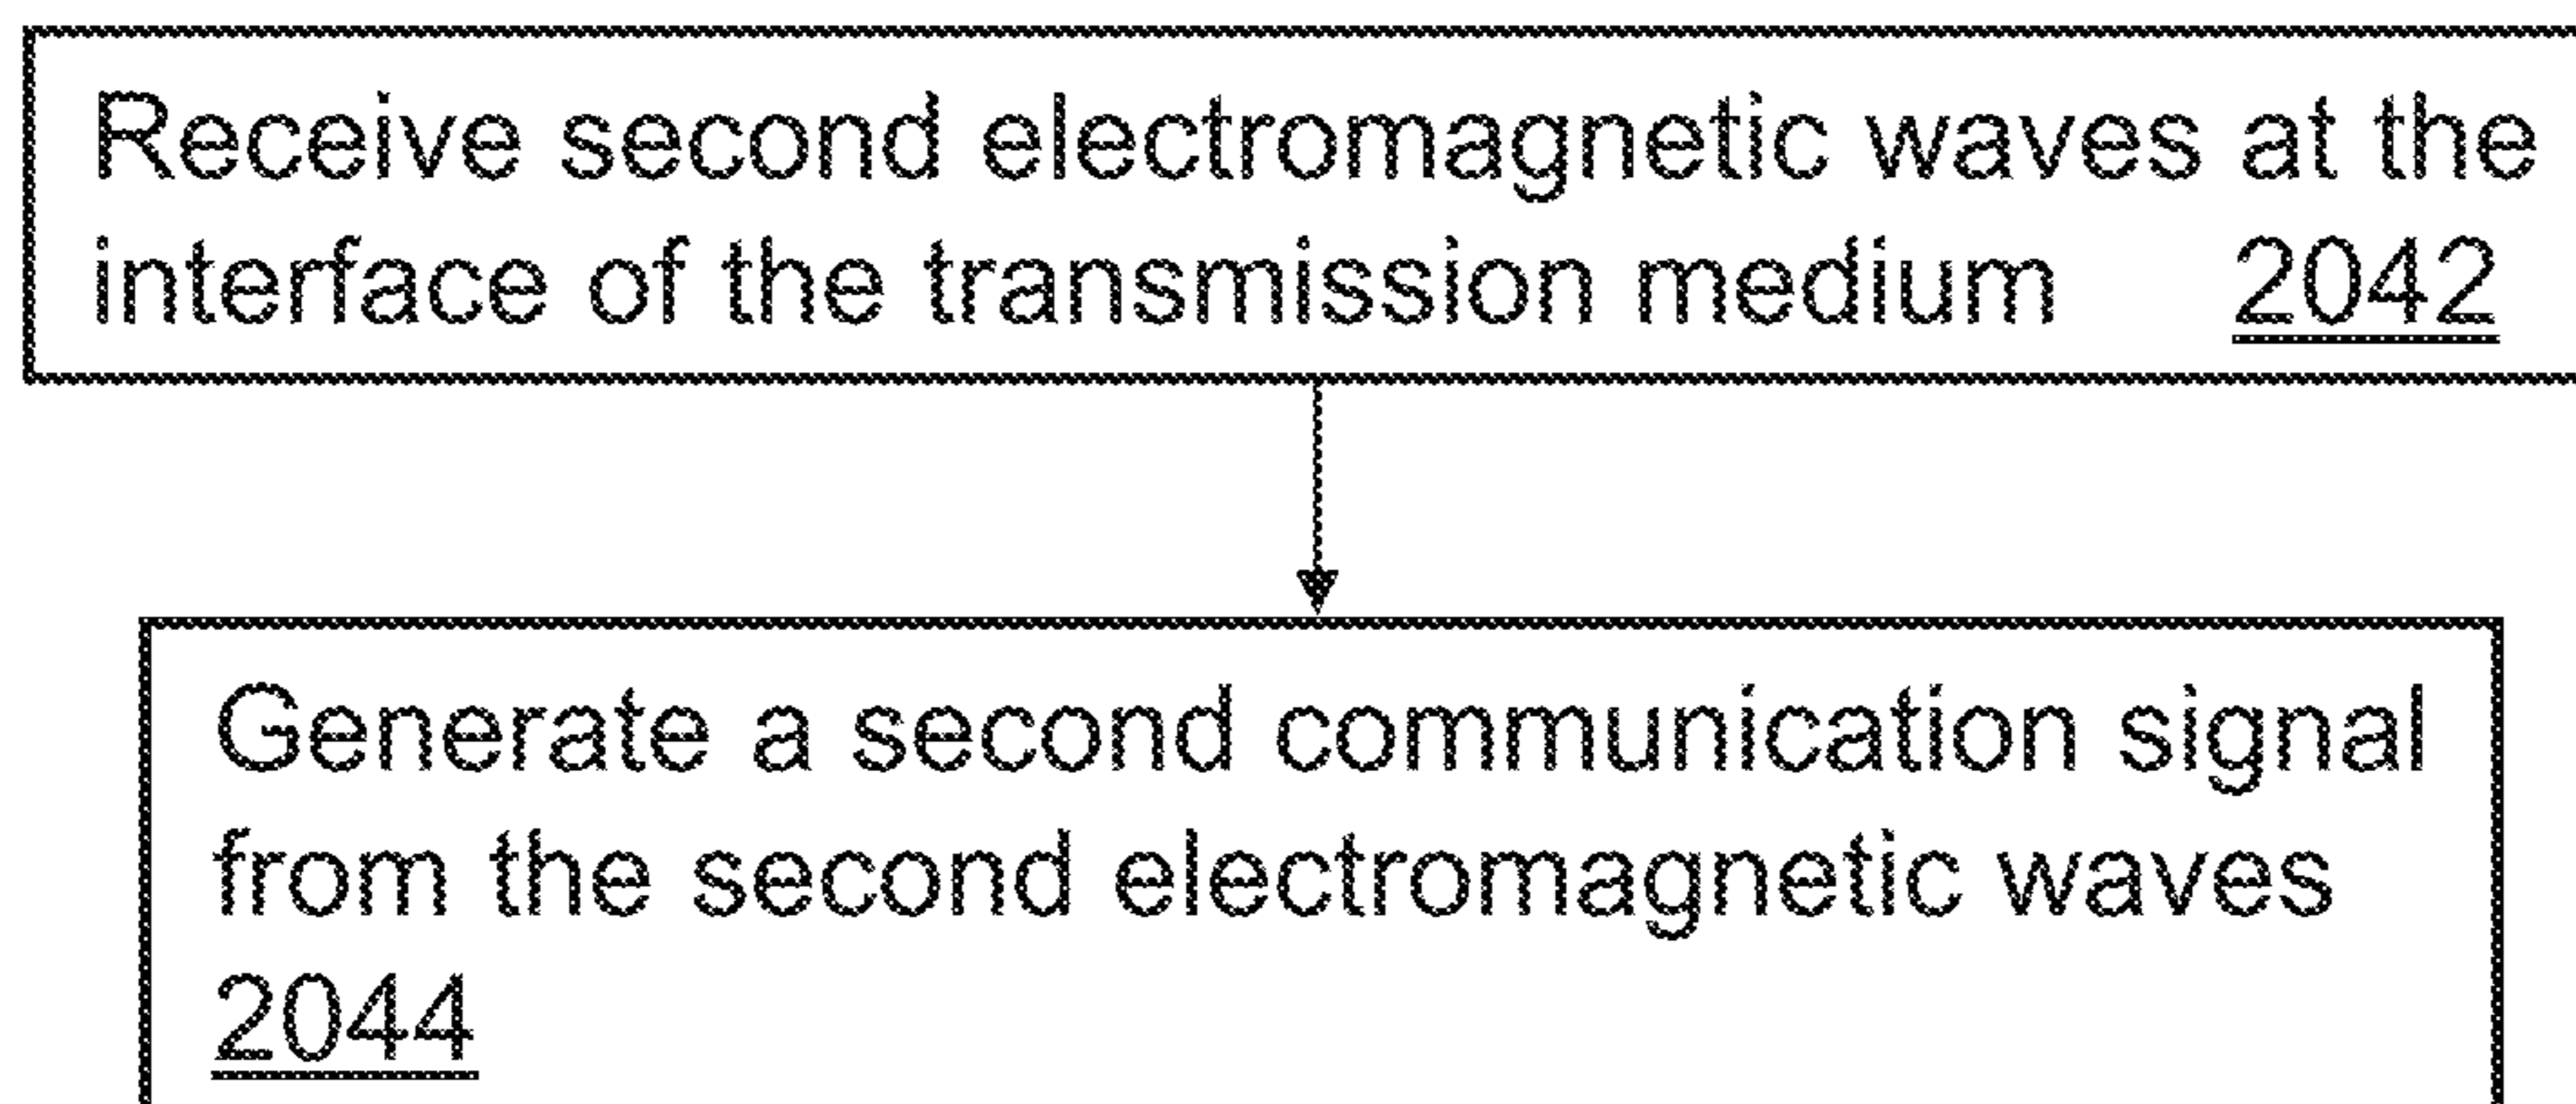 Receive second electromagnetic waves at the
interface of the transmission medium 2042
Generate a second communication signal
from the second electromagnetic waves
2044